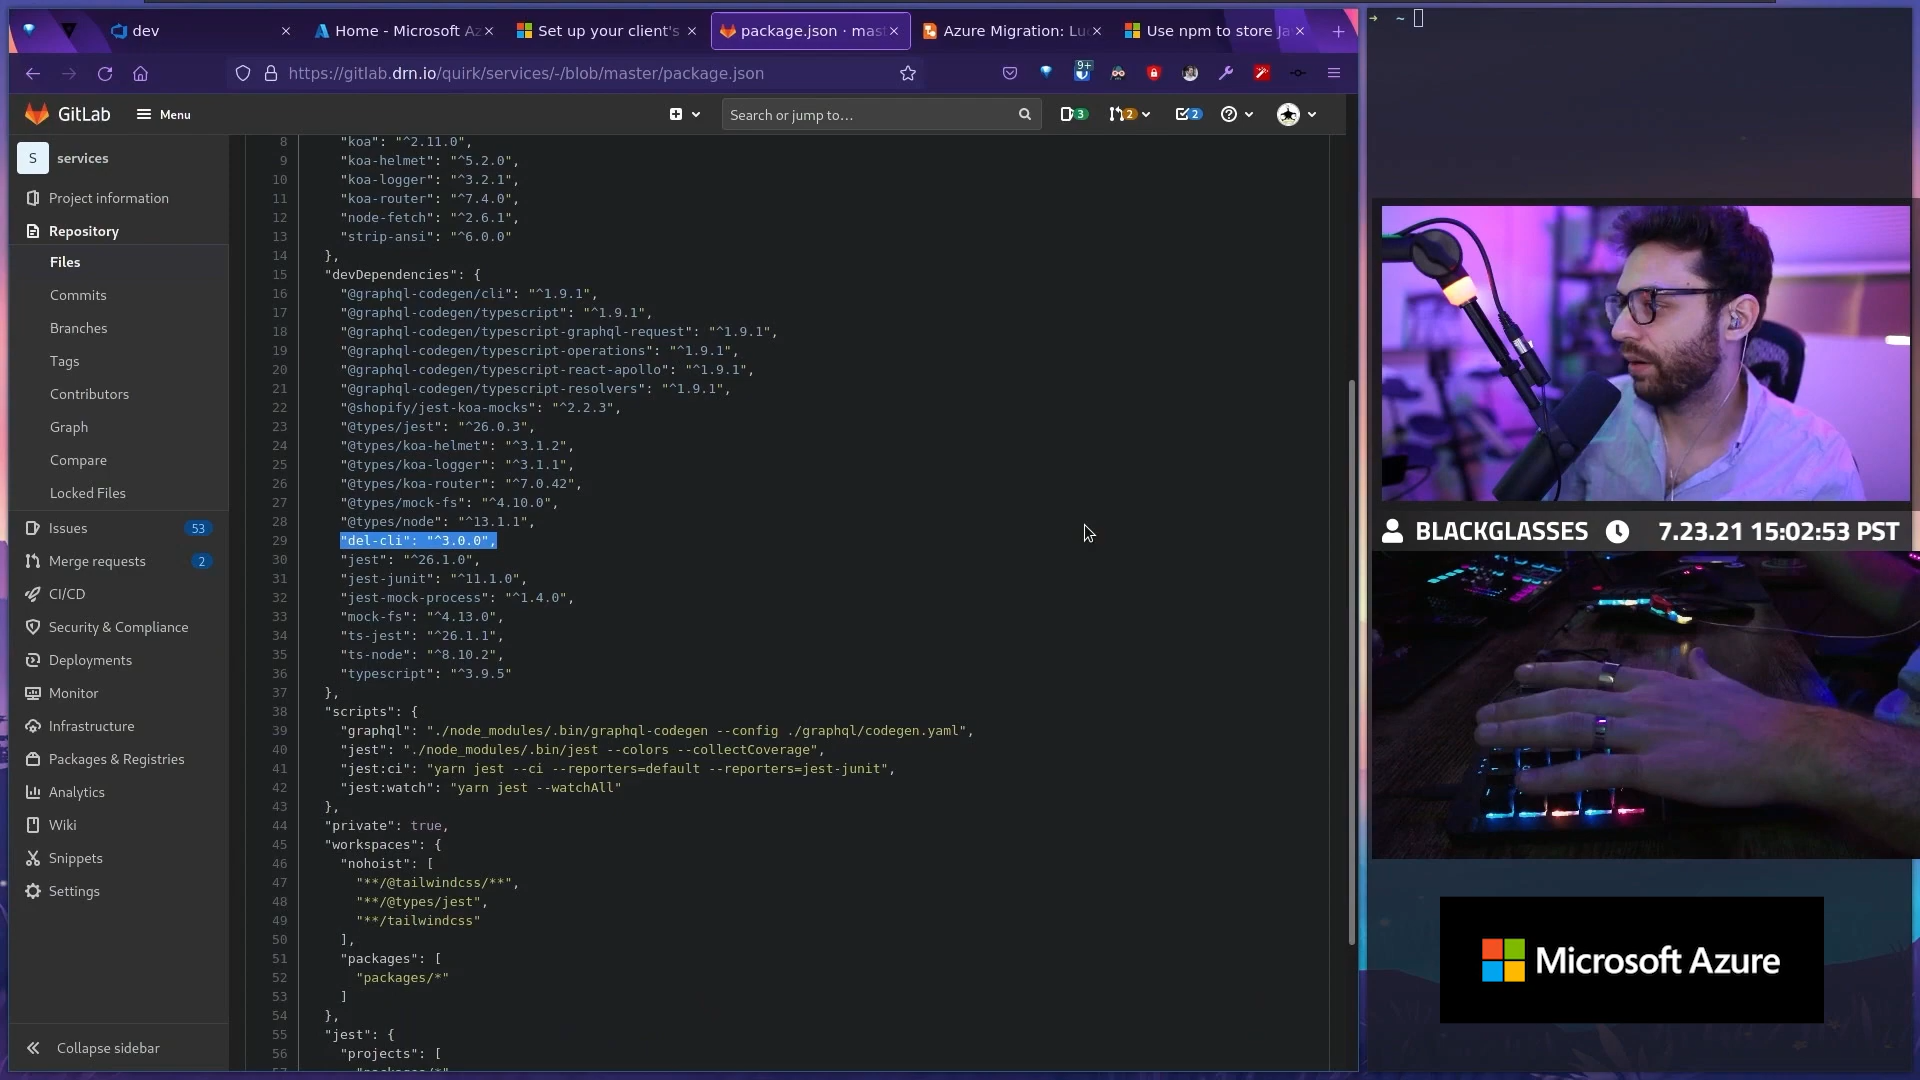 dev
Home - Microsoft Az
Set up your client's
package.json · mas
Azure Migration: Luc
Use npm to store Ja
https://gitlab.drn.io/quirk/services/-/blob/master/package.json
9+
GitLab
Menu
Search or jump to…
3
2
2
S
services
Project information
Repository
Files
Commits
Branches
Tags
Contributors
Graph
Compare
Locked Files
Issues
53
Merge requests
2
CI/CD
Security & Compliance
Deployments
Monitor
Infrastructure
Packages & Registries
Analytics
Wiki
Snippets
Settings
Collapse sidebar
8 "koa": "^2.11.0",
9 "koa-helmet": "^5.2.0",
10 "koa-logger": "^3.2.1",
11 "koa-router": "^7.4.0",
12 "node-fetch": "^2.6.1",
13 "strip-ansi": "^6.0.0"
14 },
15 "devDependencies": {
16 "@graphql-codegen/cli": "^1.9.1",
17 "@graphql-codegen/typescript": "^1.9.1",
18 "@graphql-codegen/typescript-graphql-request": "^1.9.1",
19 "@graphql-codegen/typescript-operations": "^1.9.1",
20 "@graphql-codegen/typescript-react-apollo": "^1.9.1",
21 "@graphql-codegen/typescript-resolvers": "^1.9.1",
22 "@shopify/jest-koa-mocks": "^2.2.3",
23 "@types/jest": "^26.0.3",
24 "@types/koa-helmet": "^3.1.2",
25 "@types/koa-logger": "^3.1.1",
26 "@types/koa-router": "^7.0.42",
27 "@types/mock-fs": "^4.10.0",
28 "@types/node": "^13.1.1",
29 "del-cli": "^3.0.0",
30 "jest": "^26.1.0",
31 "jest-junit": "^11.1.0",
32 "jest-mock-process": "^1.4.0",
33 "mock-fs": "^4.13.0",
34 "ts-jest": "^26.1.1",
35 "ts-node": "^8.10.2",
36 "typescript": "^3.9.5"
37 },
38 "scripts": {
39 "graphql": "./node_modules/.bin/graphql-codegen --config ./graphql/codegen.yaml",
40 "jest": "./node_modules/.bin/jest --colors --collectCoverage",
41 "jest:ci": "yarn jest --ci --reporters=default --reporters=jest-junit",
42 "jest:watch": "yarn jest --watchAll"
43 },
44 "private": true,
45 "workspaces": {
46 "nohoist": [
47 "**/@tailwindcss/**",
48 "**/@types/jest",
49 "**/tailwindcss"
50 ],
51 "packages": [
52 "packages/*"
53 ]
54 },
55 "jest": {
56 "projects": [
~
BLACKGLASSES
7.23.21 15:02:53 PST
Microsoft Azure